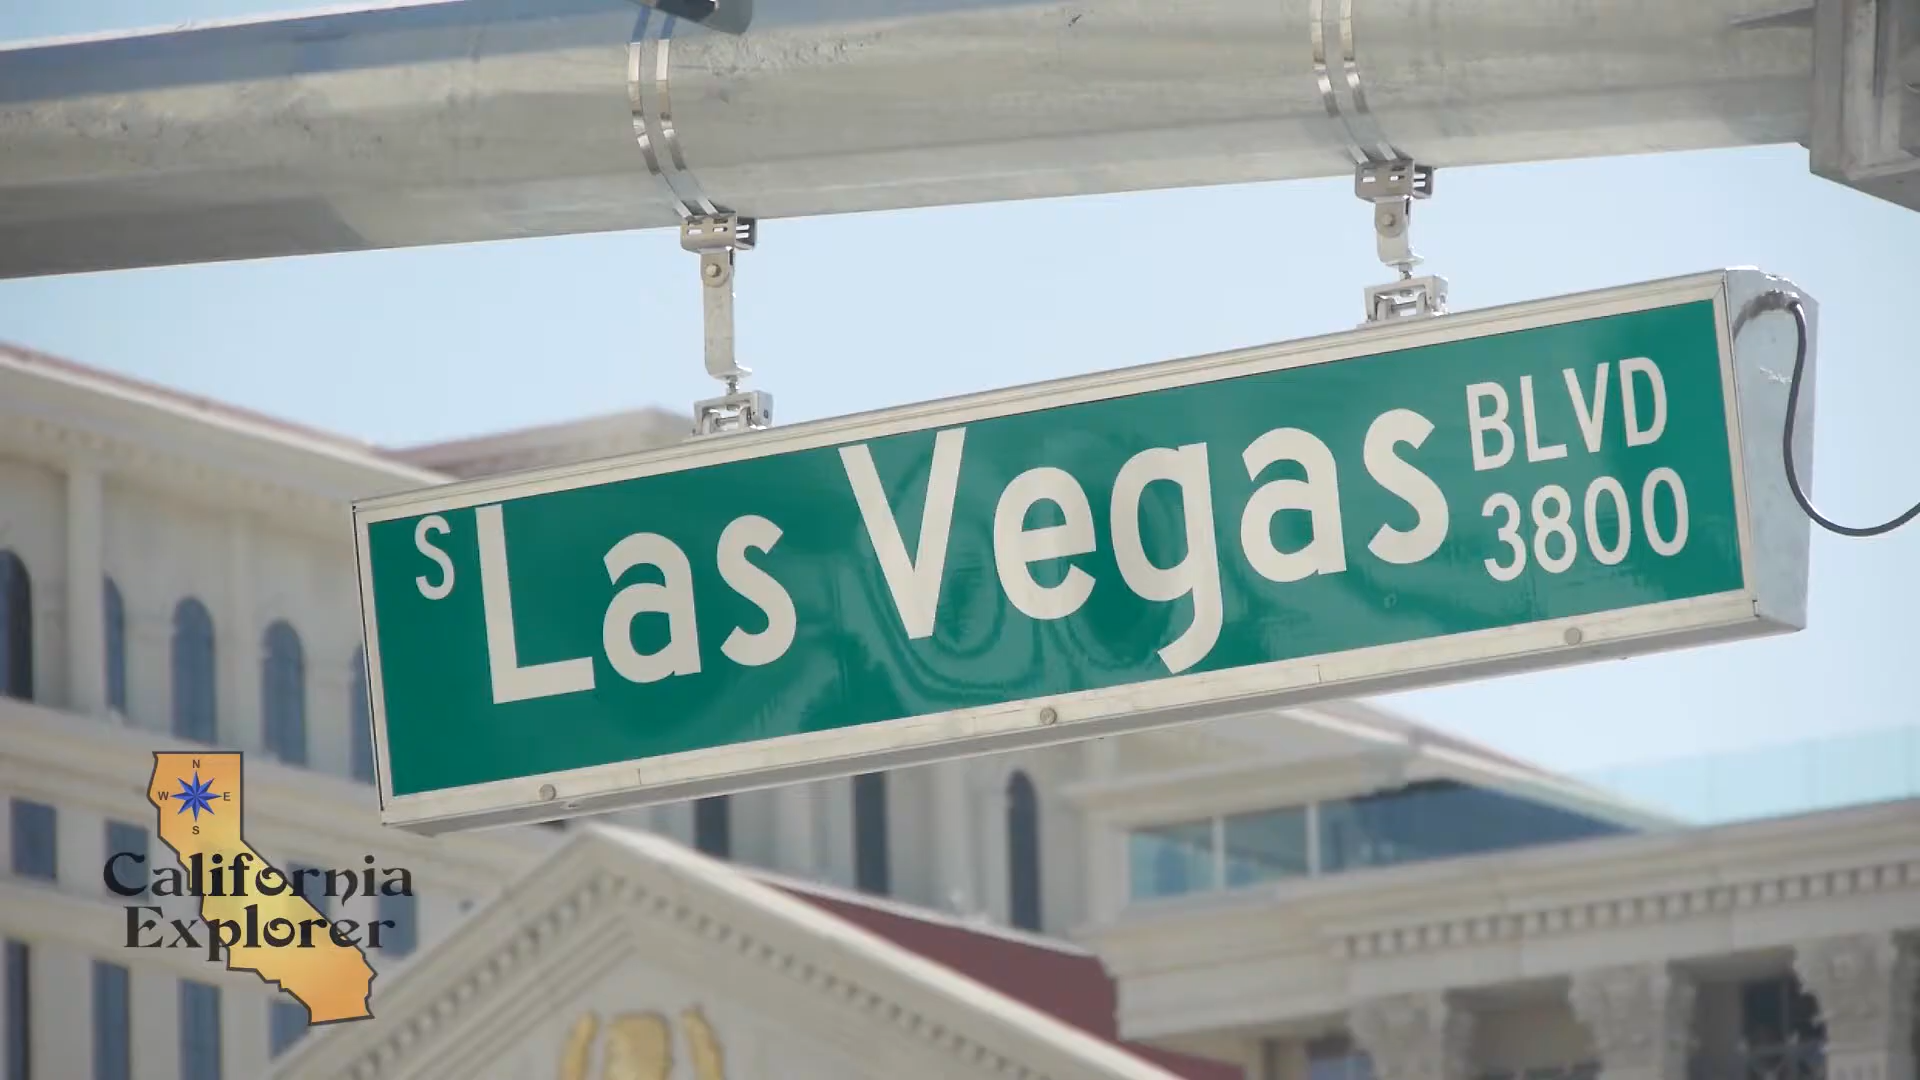 S Las Vegas BLVD
3800
N
W E
S
California
Explorer